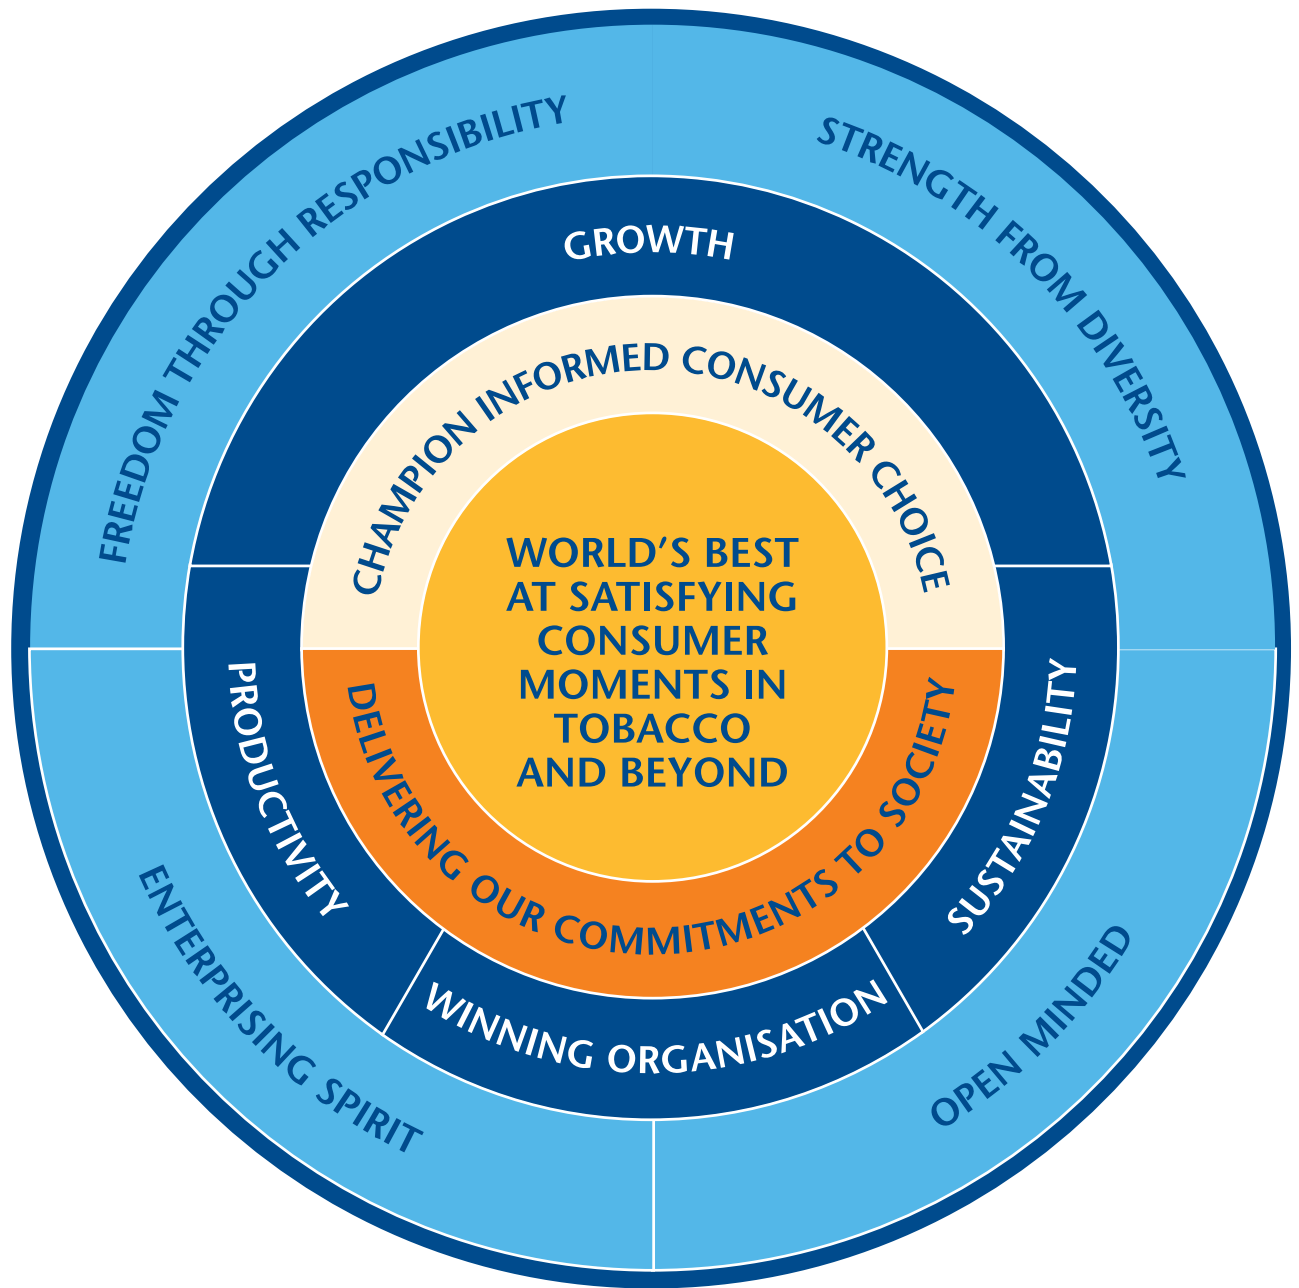 FREEDOM THROUGH RESPONSIBILITY
STRENGTH FROM DIVERSITY
GROWTH
CHAMPION INFORMED CONSUMER CHOICE
WORLD'S BEST
AT SATISFYING
CONSUMER
MOMENTS IN
TOBACCO
AND BEYOND
DELIVERING OUR COMMITMENTS TO SOCIETY
PRODUCTIVITY
SUSTAINABILITY
WINNING ORGANISATION
ENTERPRISING SPIRIT
OPEN MINDED